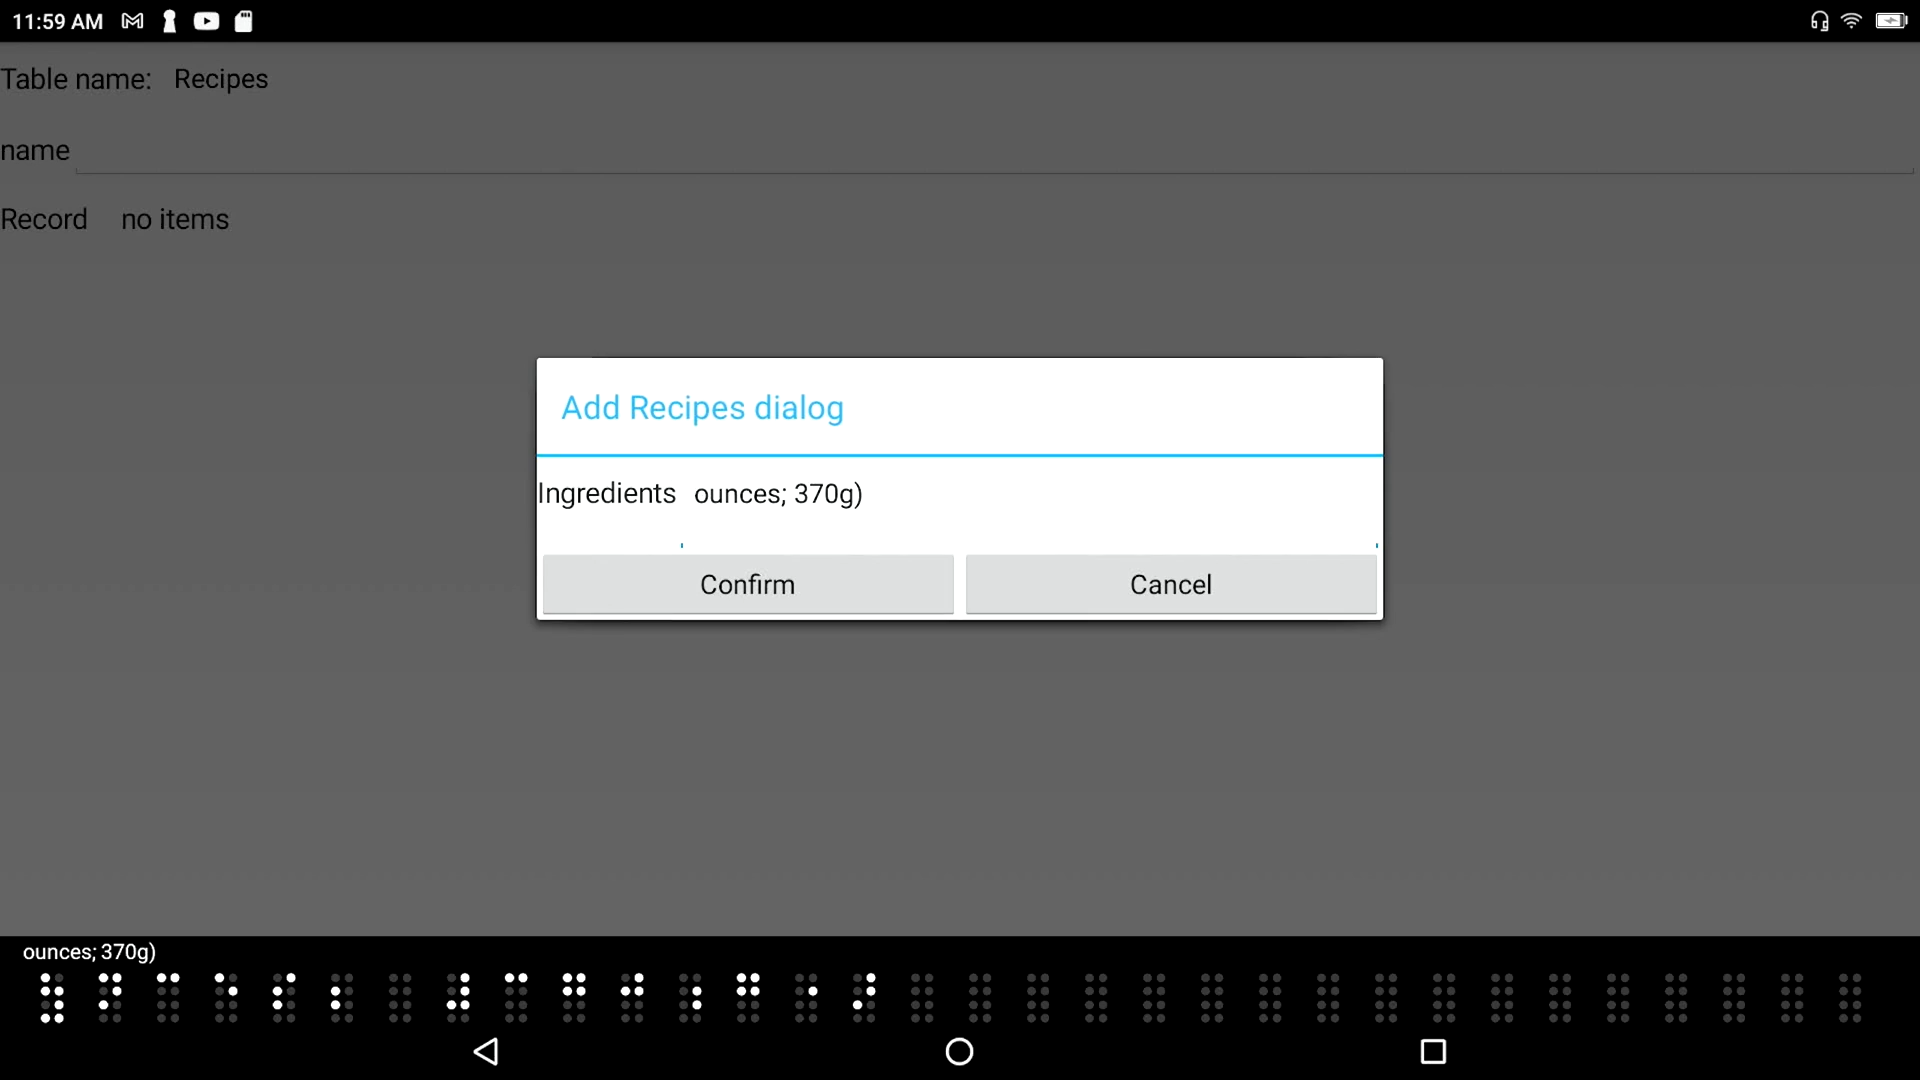 11:59 AM
Table name: Recipes
name
Record no items
Add Recipes dialog
Ingredients ounces; 370g)
Confirm Cancel
ounces; 370g)